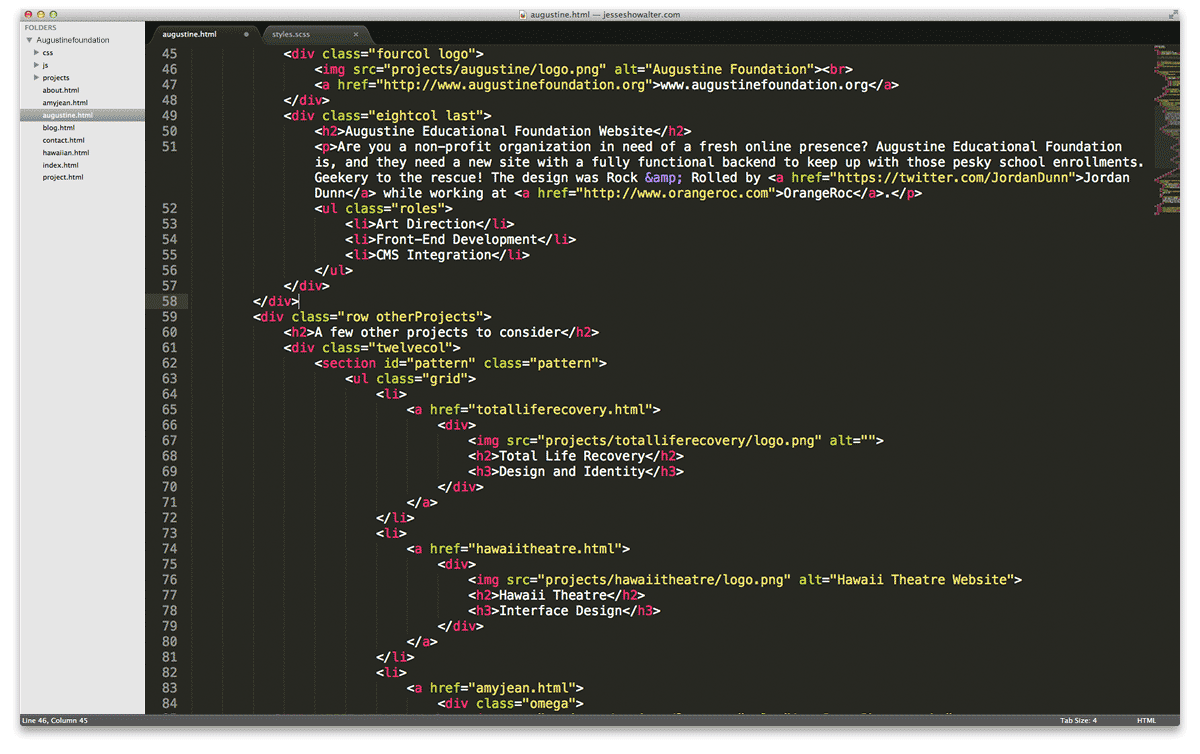 augustine.html — jesseshowalter.com
FOLDERS
Augustinefoundation
css
js
projects
about.html
amyjean.html
augustine.html
blog.html
contact.html
hawaiian.html
index.html
project.html
augustine.html
styles.scss
45 <div class="fourcol logo">
46 <img src="projects/augustine/logo.png" alt="Augustine Foundation"><br>
47 <a href="http://www.augustinefoundation.org">www.augustinefoundation.org</a>
48 </div>
49 <div class="eightcol last">
50 <h2>Augustine Educational Foundation Website</h2>
51 <p>Are you a non-profit organization in need of a fresh online presence? Augustine Educational Foundation
is, and they need a new site with a fully functional backend to keep up with those pesky school enrollments.
Geekery to the rescue! The design was Rock &amp; Rolled by <a href="https://twitter.com/JordanDunn">Jordan
Dunn</a> while working at <a href="http://www.orangeroc.com">OrangeRoc</a>.</p>
52 <ul class="roles">
53 <li>Art Direction</li>
54 <li>Front-End Development</li>
55 <li>CMS Integration</li>
56 </ul>
57 </div>
58 </div>
59 <div class="row otherProjects">
60 <h2>A few other projects to consider</h2>
61 <div class="twelvecol">
62 <section id="pattern" class="pattern">
63 <ul class="grid">
64 <li>
65 <a href="totalliferecovery.html">
66 <div>
67 <img src="projects/totalliferecovery/logo.png" alt="">
68 <h2>Total Life Recovery</h2>
69 <h3>Design and Identity</h3>
70 </div>
71 </a>
72 </li>
73 <li>
74 <a href="hawaiitheatre.html">
75 <div>
76 <img src="projects/hawaiitheatre/logo.png" alt="Hawaii Theatre Website">
77 <h2>Hawaii Theatre</h2>
78 <h3>Interface Design</h3>
79 </div>
80 </a>
81 </li>
82 <li>
83 <a href="amyjean.html">
84 <div class="omega">
Line 46, Column 45
Tab Size: 4
HTML